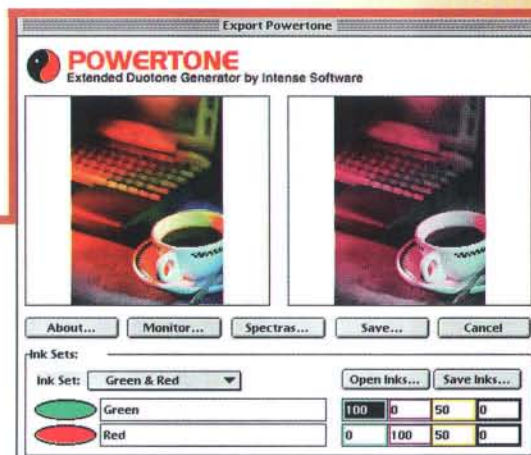 Export Powertone
POWERTONE
Extended Duotone Generator by Intense Software
About... Monitor... Spectras... Save... Cancel
Ink Sets:
Ink Set: Green & Red Open Inks... Save Inks...
Green 100 0 50 0
Red 0 100 50 0